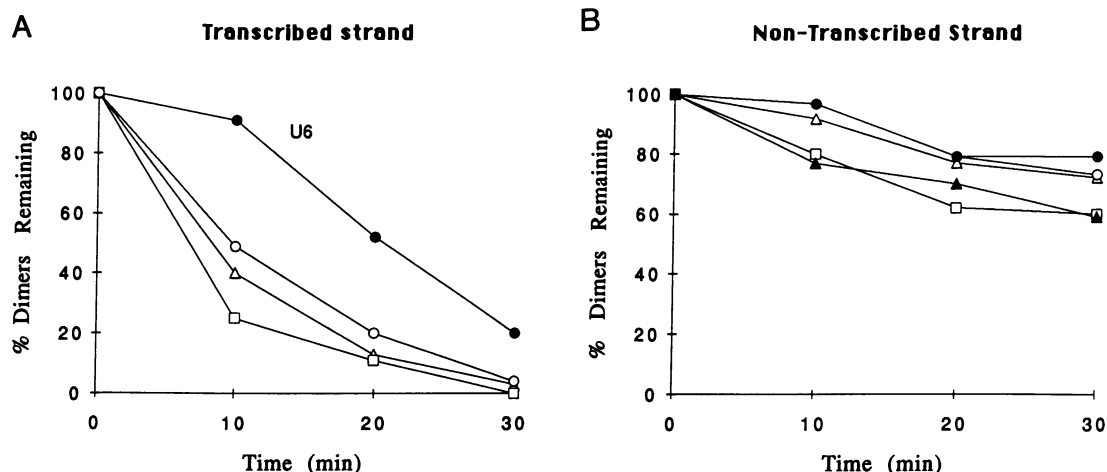 A
Transcribed strand
100
80
60
40
20
0
% Dimers Remaining
U6
0 10 20 30
Time (min)
B
Non-Transcribed Strand
100
80
60
40
20
0
% Dimers Remaining
0 10 20 30
Time (min)